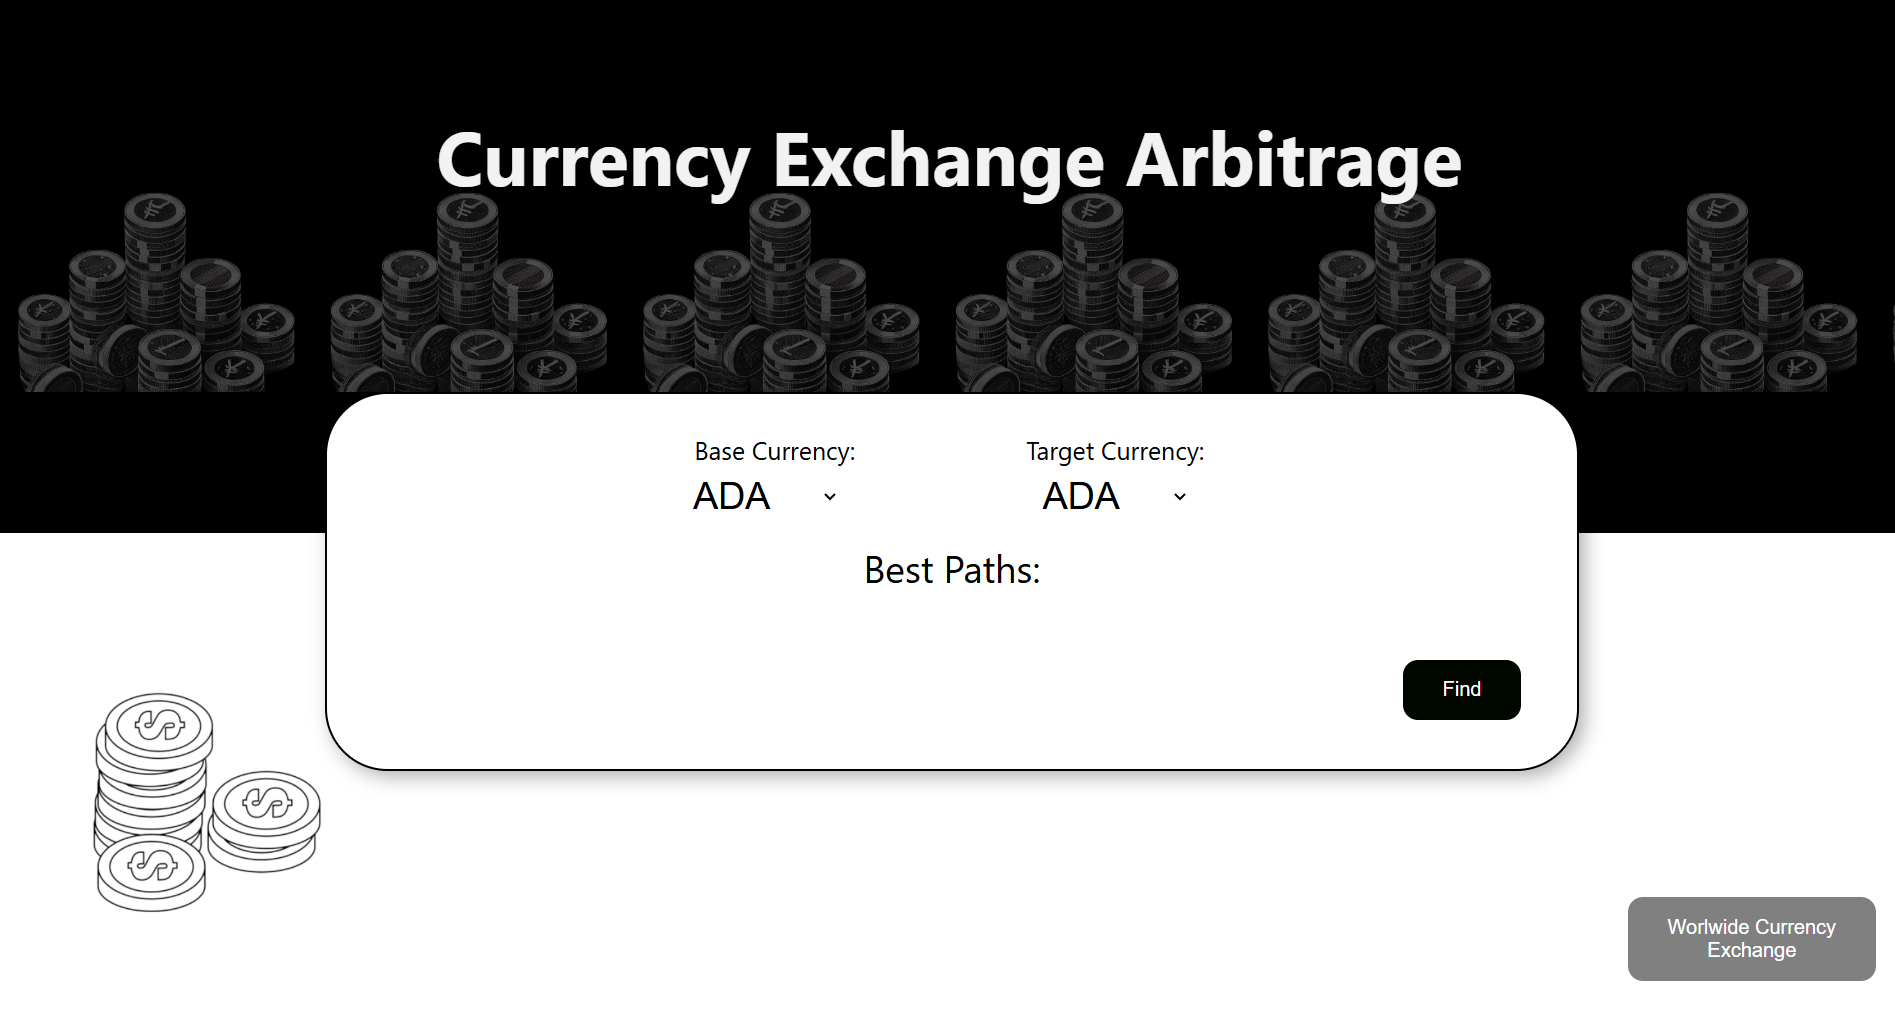 Currency Exchange Arbitrage
Base Currency: Target Currency:
ADA ADA
Best Paths:
Find
Worlwide Currency
Exchange